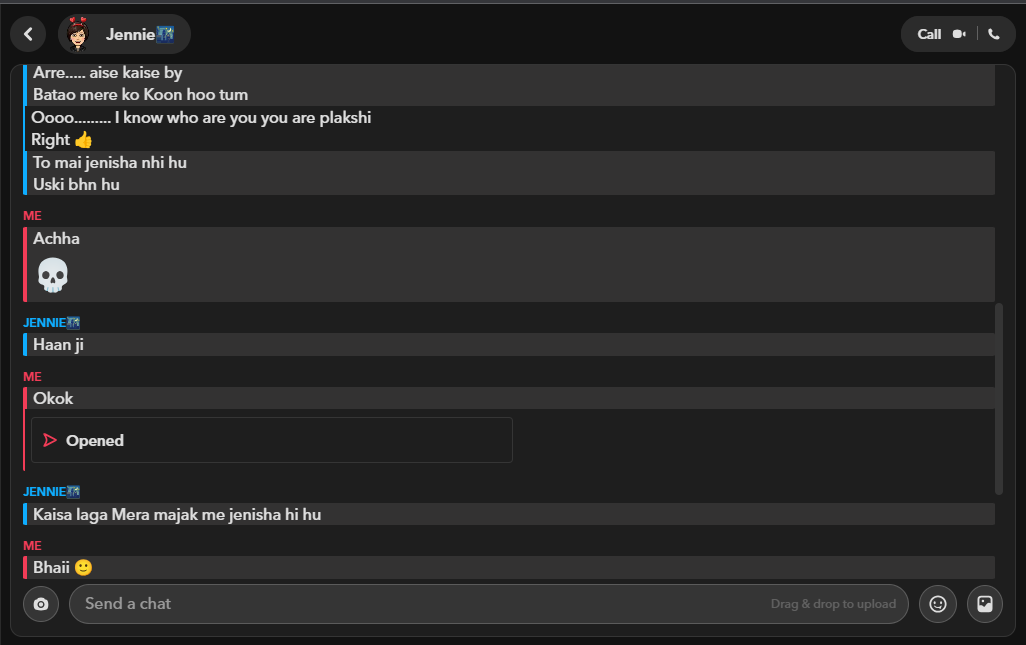 Jennie🌃
Call
Arre..... aise kaise by
Batao mere ko Koon hoo tum
Oooo......... I know who are you you are plakshi
Right 👍
To mai jenisha nhi hu
Uski bhn hu
ME
Achha
💀
JENNIE🌃
Haan ji
ME
Okok
Opened
JENNIE🌃
Kaisa laga Mera majak me jenisha hi hu
ME
Bhaii 🙂
Send a chat
Drag & drop to upload